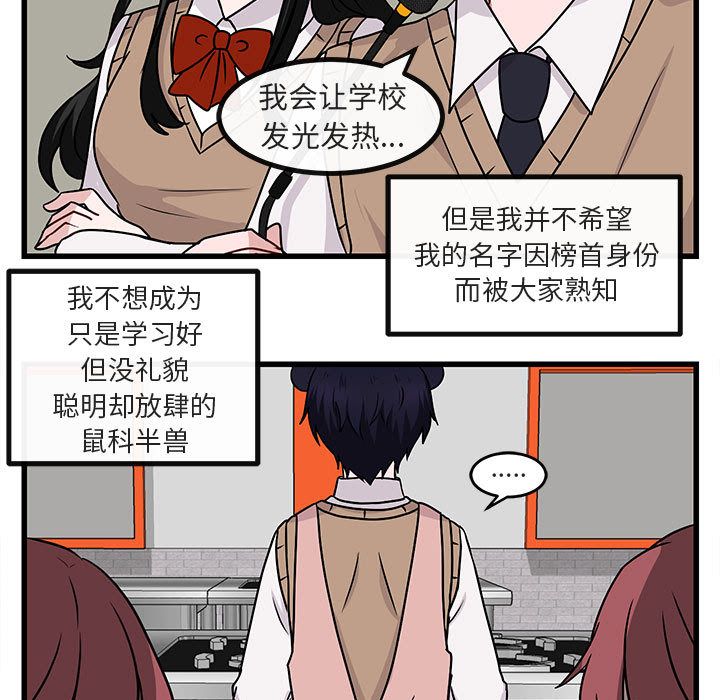 我会让学校
发光发热...
但是我并不希望
我的名字因榜首身份
而被大家熟知
我不想成为
只是学习好
但没礼貌
聪明却放肆的
鼠科半兽
.....